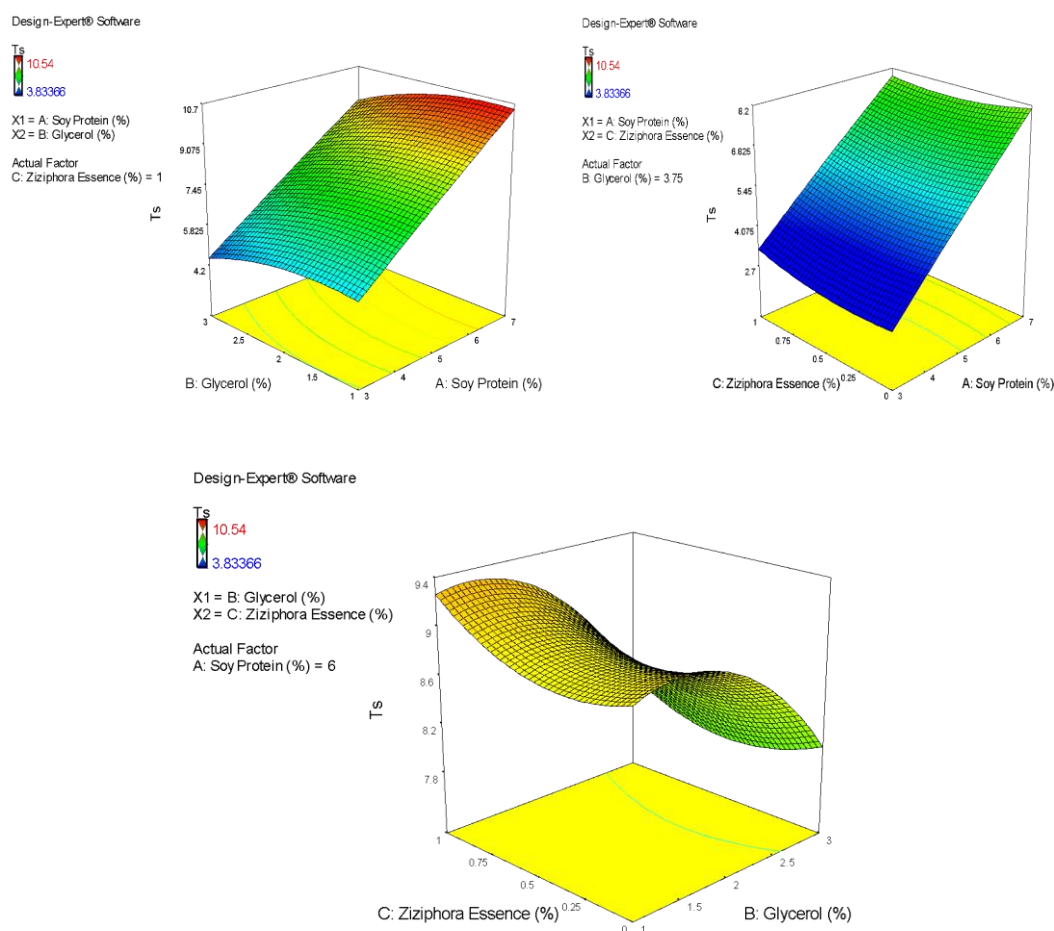 Design-Expert® Software
Ts
10.54
3.83366
X1 = A: Soy Protein (%)
X2 = B: Glycerol (%)
Actual Factor
C: Ziziphora Essence (%) = 1
10.7
9.075
7.45
5.825
4.2
Ts
3
2.5
2
1.5
1
3
4
5
6
7
B: Glycerol (%)
A: Soy Protein (%)
Design-Expert® Software
Ts
10.54
3.83366
X1 = A: Soy Protein (%)
X2 = C: Ziziphora Essence (%)
Actual Factor
B: Glycerol (%) = 3.75
8.2
6.825
5.45
4.075
2.7
Ts
1
0.75
0.5
0.25
0
3
4
5
6
7
C: Ziziphora Essence (%)
A: Soy Protein (%)
Design-Expert® Software
Ts
10.54
3.83366
X1 = B: Glycerol (%)
X2 = C: Ziziphora Essence (%)
Actual Factor
A: Soy Protein (%) = 6
9.4
9
8.6
8.2
7.8
Ts
1
0.75
0.5
0.25
0
1
1.5
2
2.5
3
C: Ziziphora Essence (%)
B: Glycerol (%)